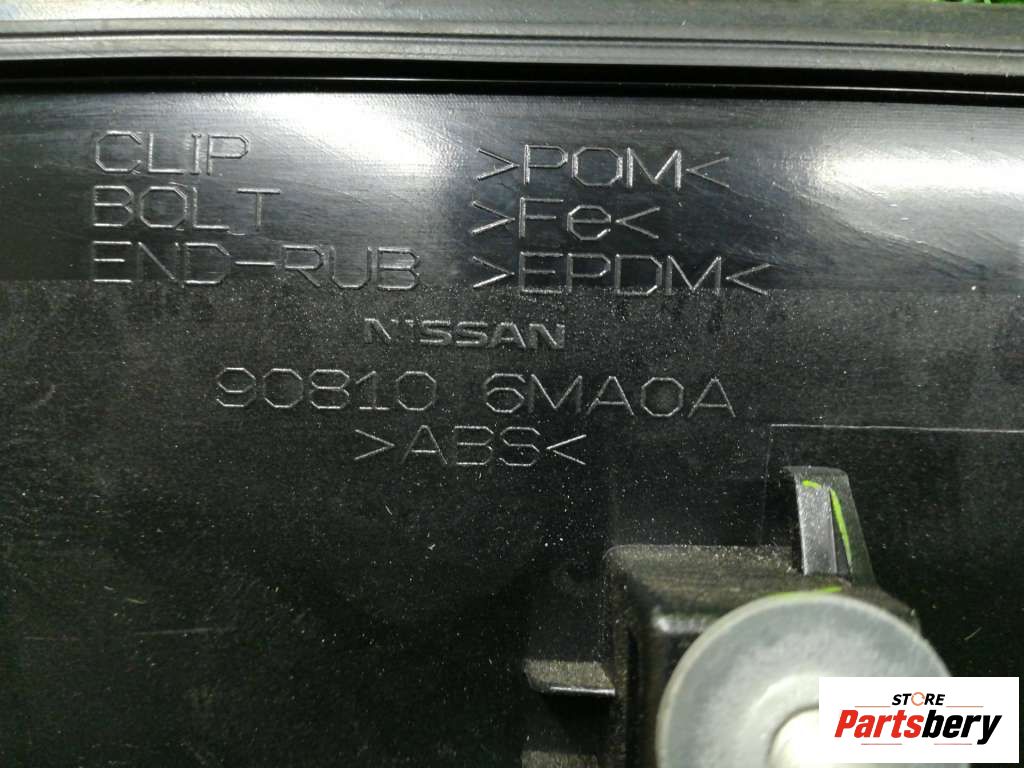 CLIP >POM<
BOLT >Fe<
END-RUB >EPDM<
NISSAN
90810 6MA0A
>ABS<
STORE
Partsbery